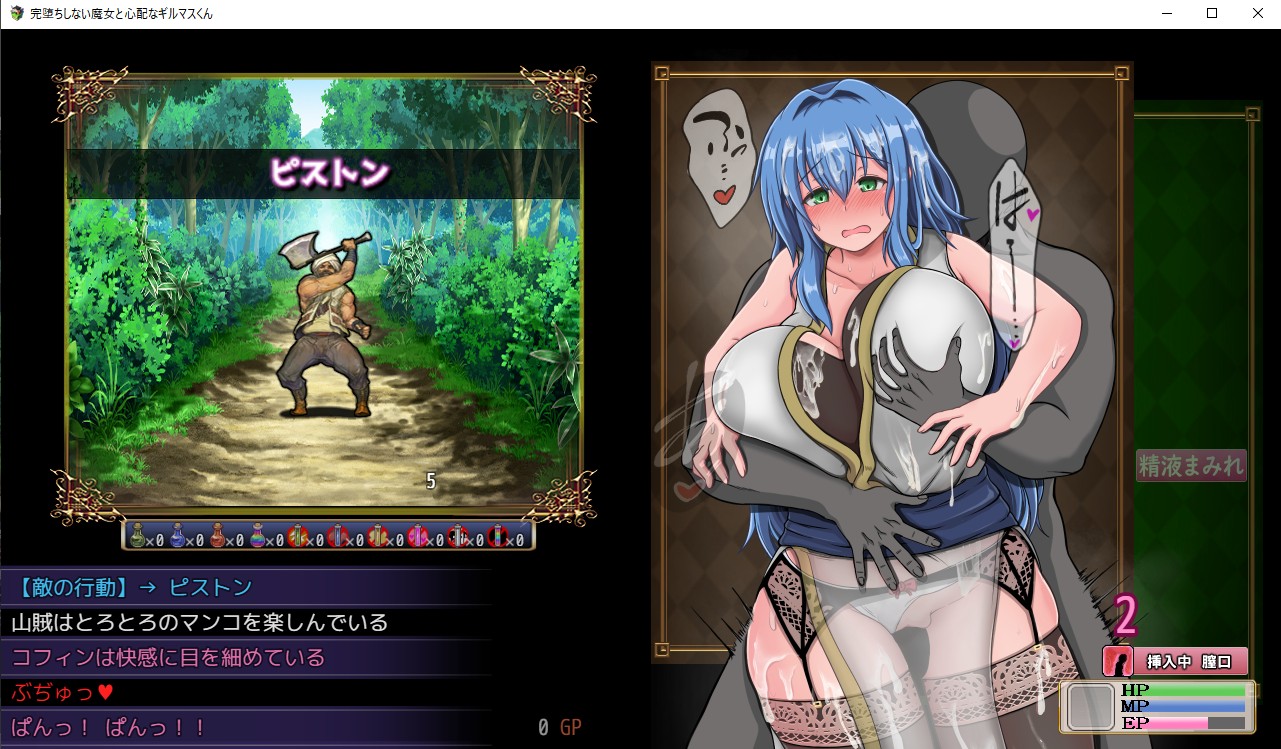 完堕ちしない魔女と心配なギルマスくん
ピストン
5
×0 ×0 ×0 ×0 ×0 ×0 ×0 ×0 ×0 ×0
【敵の行動】→ ピストン
山賊はとろとろのマンコを楽しんでいる
コフィンは快感に目を細めている
ぶぢゅっ♥
ぱんっ！ ぱんっ！！
0 GP
は
精液まみれ
2
挿入中 膣口
HP
MP
EP